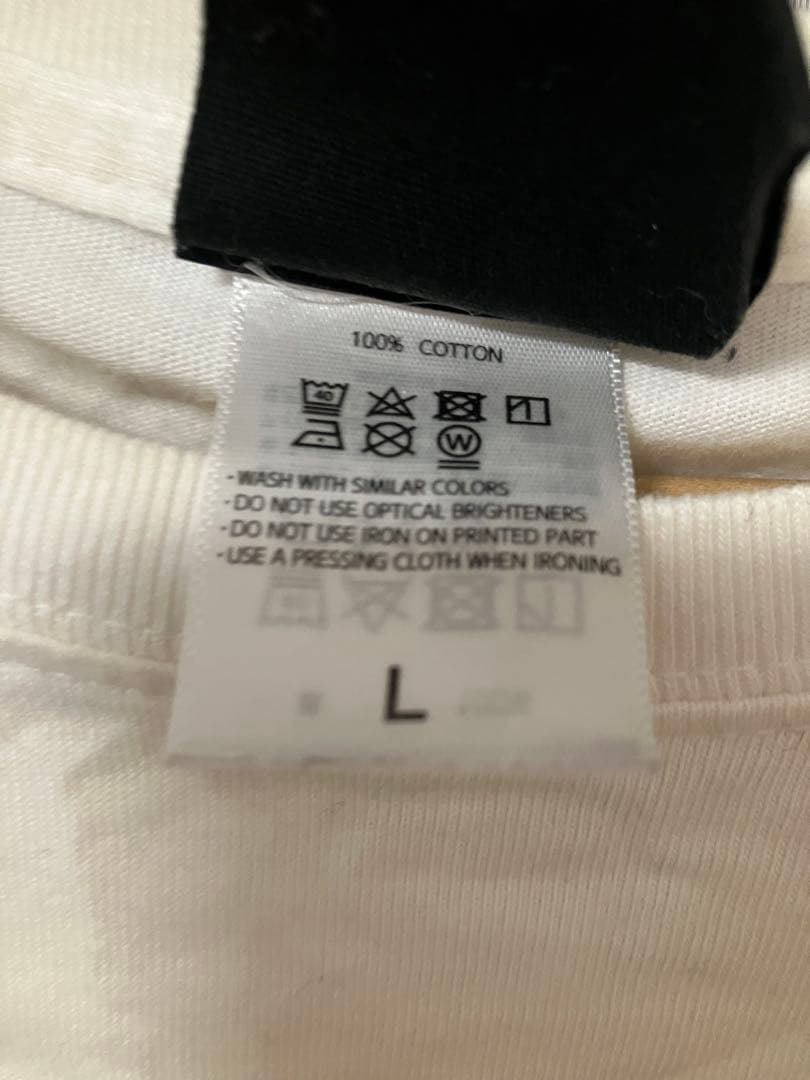 100% COTTON
40
W
-WASH WITH SIMILAR COLORS
-DO NOT USE OPTICAL BRIGHTENERS
-DO NOT USE IRON ON PRINTED PART
-USE A PRESSING CLOTH WHEN IRONING
L